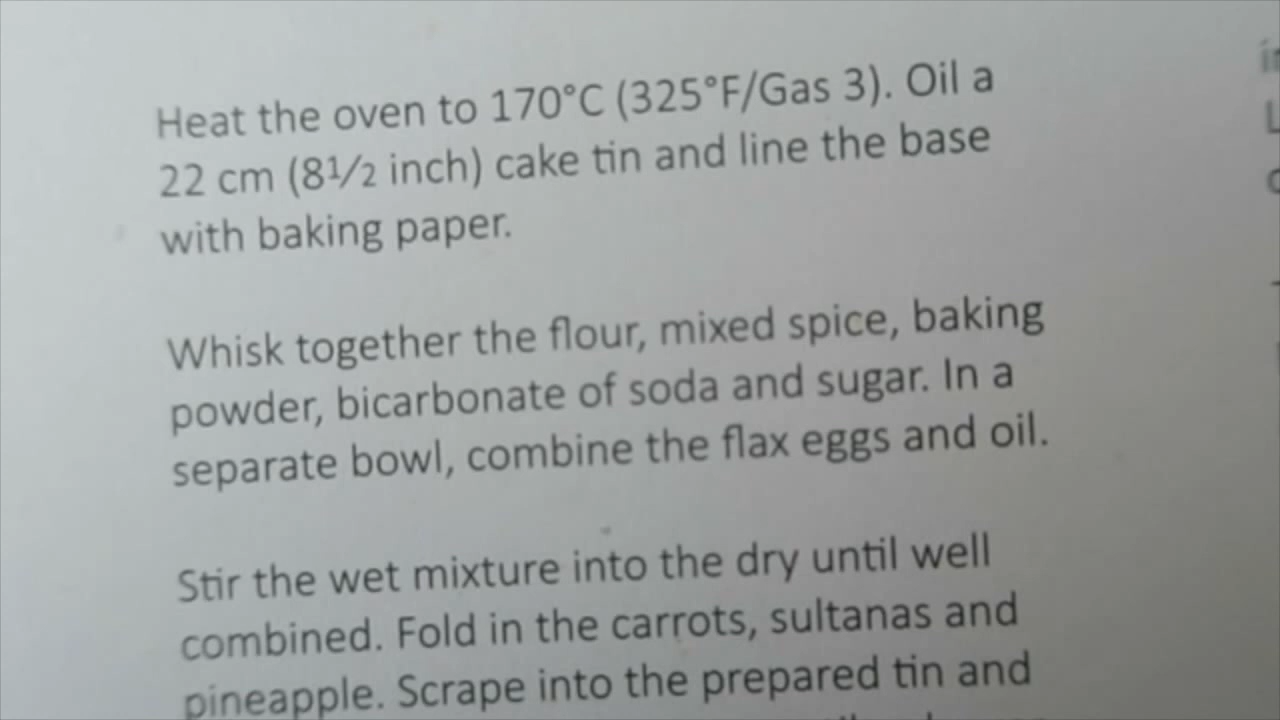 Heat the oven to 170°C (325°F/Gas 3). Oil a
22 cm (8½ inch) cake tin and line the base
with baking paper.
Whisk together the flour, mixed spice, baking
powder, bicarbonate of soda and sugar. In a
separate bowl, combine the flax eggs and oil.
Stir the wet mixture into the dry until well
combined. Fold in the carrots, sultanas and
pineapple. Scrape into the prepared tin and